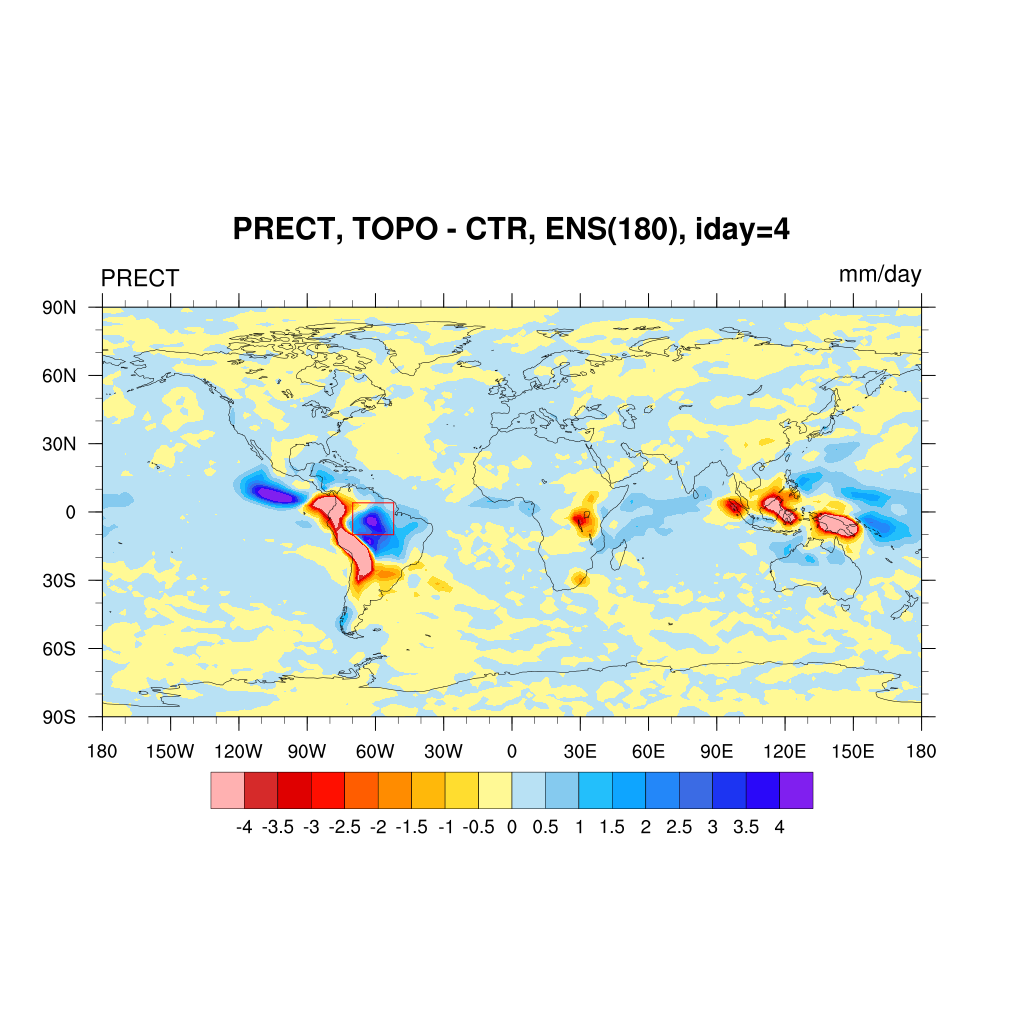 PRECT, TOPO - CTR, ENS(180), iday=4
PRECT mm/day
90N
60N
30N
0
30S
60S
90S
180 150W 120W 90W 60W 30W 0 30E 60E 90E 120E 150E 180
-4 -3.5 -3 -2.5 -2 -1.5 -1 -0.5 0 0.5 1 1.5 2 2.5 3 3.5 4